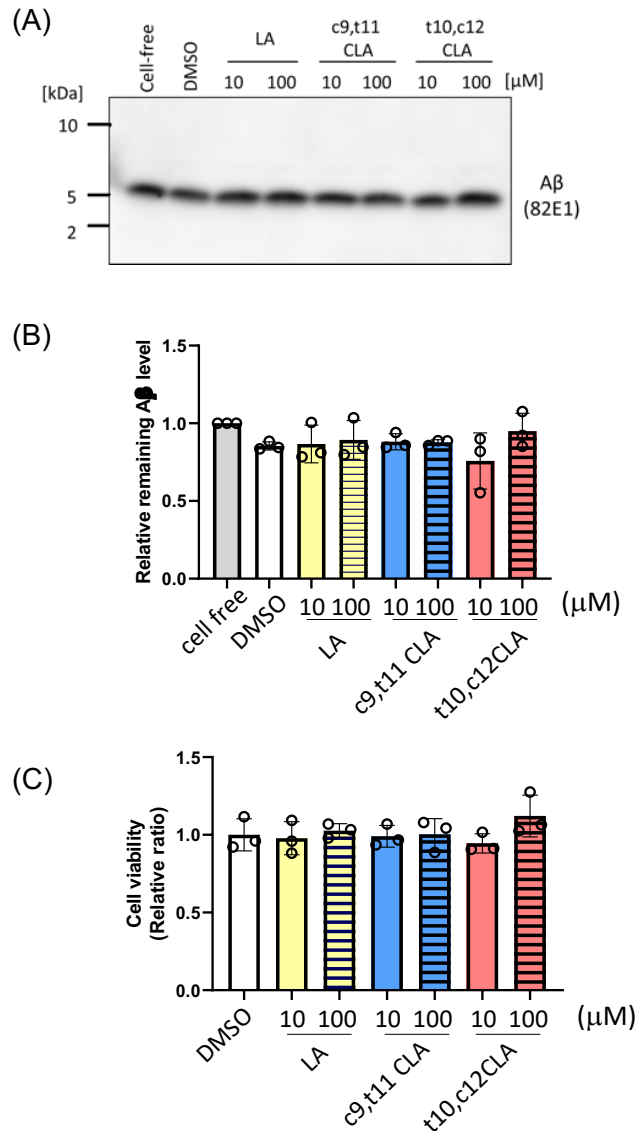 (A)
Cell-free
DMSO
LA
c9,t11
CLA
t10,c12
CLA
10 100 10 100 10 100 [μM]
[kDa]
10
5
2
Aβ
(82E1)
(B)
Relative remaining Aβ level
1.5
1.0
0.5
0.0
cell free
DMSO
10 100 10 100 10 100 (μM)
LA
c9,t11 CLA
t10,c12CLA
(C)
Cell viability
(Relative ratio)
1.5
1.0
0.5
0.0
DMSO
10 100 10 100 10 100 (μM)
LA
c9,t11 CLA
t10,c12CLA